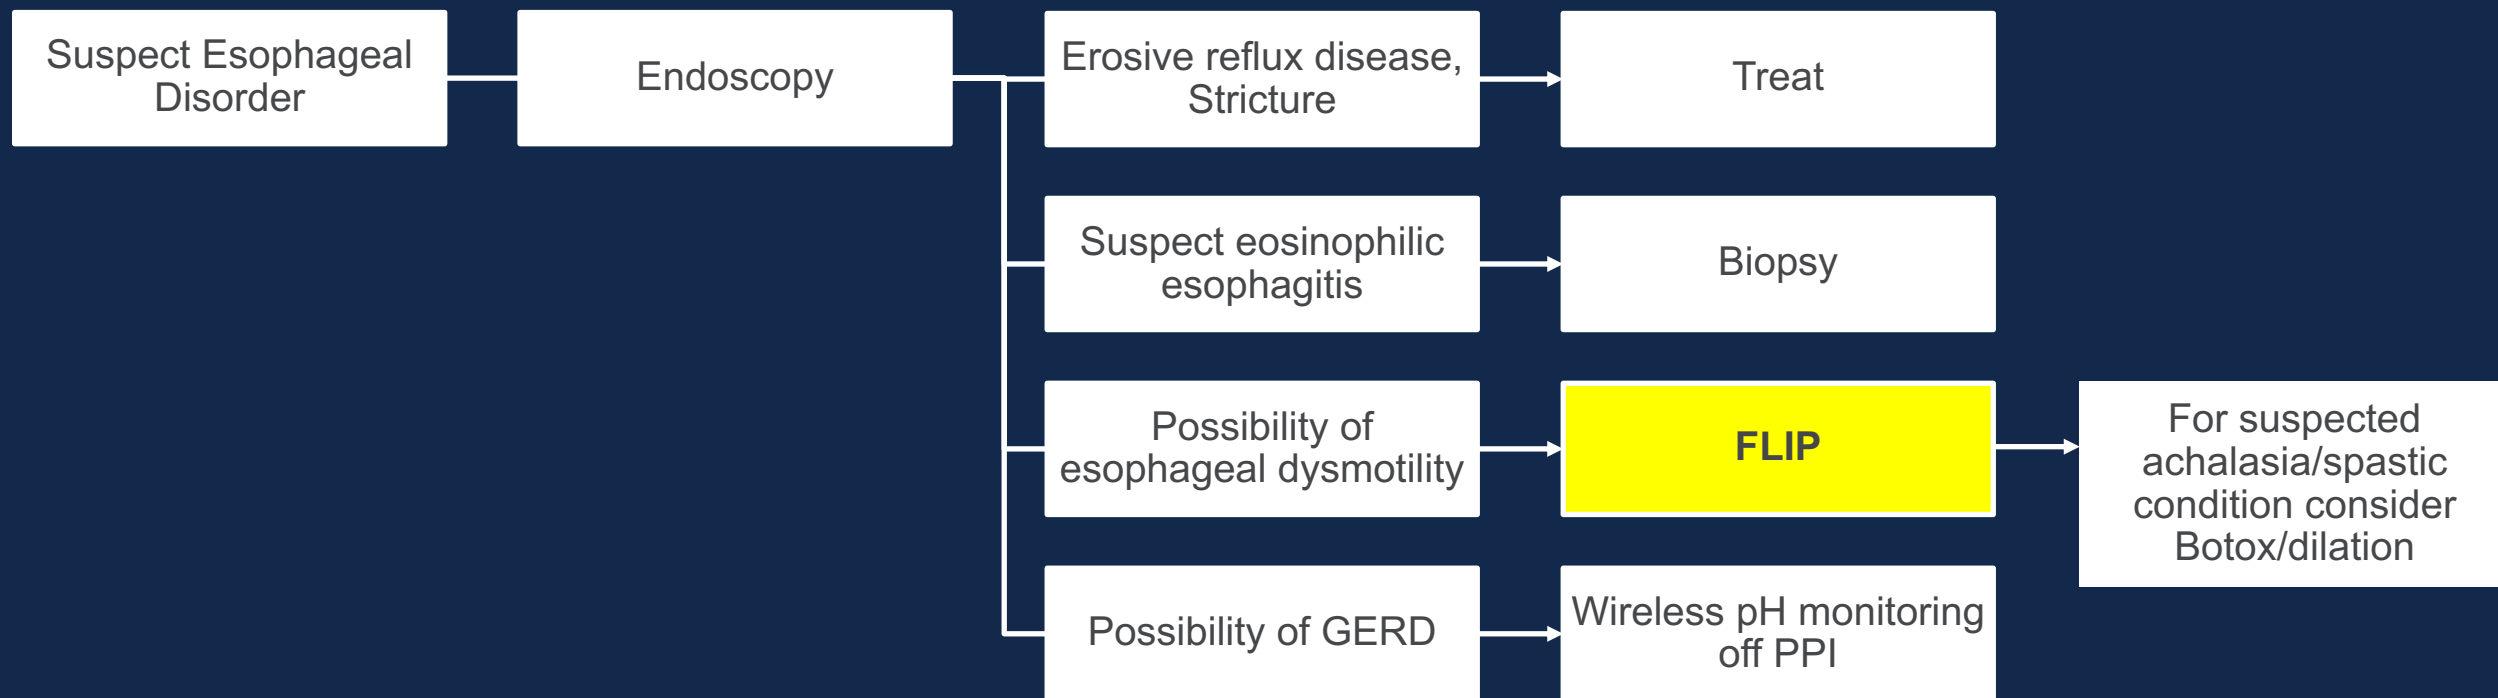 Suspect Esophageal
Disorder
Endoscopy
Erosive reflux disease,
Stricture
Treat
Suspect eosinophilic
esophagitis
Biopsy
Possibility of
esophageal dysmotility
FLIP
For suspected
achalasia/spastic
condition consider
Botox/dilation
Possibility of GERD
Wireless pH monitoring
off PPI